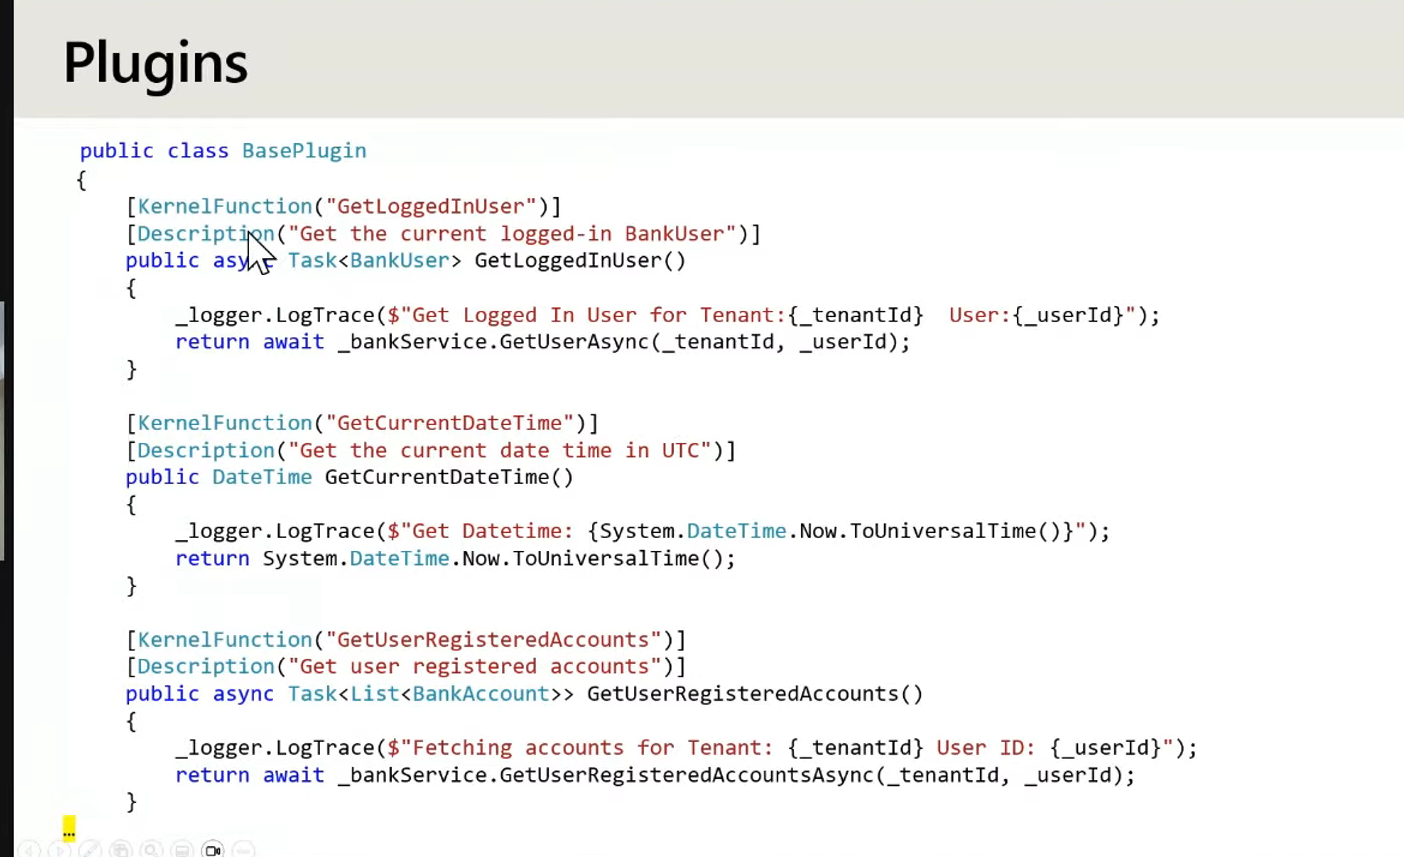 Plugins
public class BasePlugin
{
[KernelFunction("GetLoggedInUser")]
[Description("Get the current logged-in BankUser")]
public async Task<BankUser> GetLoggedInUser()
{
_logger.LogTrace($"Get Logged In User for Tenant:{_tenantId}  User:{_userId}");
return await _bankService.GetUserAsync(_tenantId, _userId);
}
[KernelFunction("GetCurrentDateTime")]
[Description("Get the current date time in UTC")]
public DateTime GetCurrentDateTime()
{
_logger.LogTrace($"Get Datetime: {System.DateTime.Now.ToUniversalTime()}");
return System.DateTime.Now.ToUniversalTime();
}
[KernelFunction("GetUserRegisteredAccounts")]
[Description("Get user registered accounts")]
public async Task<List<BankAccount>> GetUserRegisteredAccounts()
{
_logger.LogTrace($"Fetching accounts for Tenant: {_tenantId} User ID: {_userId}");
return await _bankService.GetUserRegisteredAccountsAsync(_tenantId, _userId);
}
...